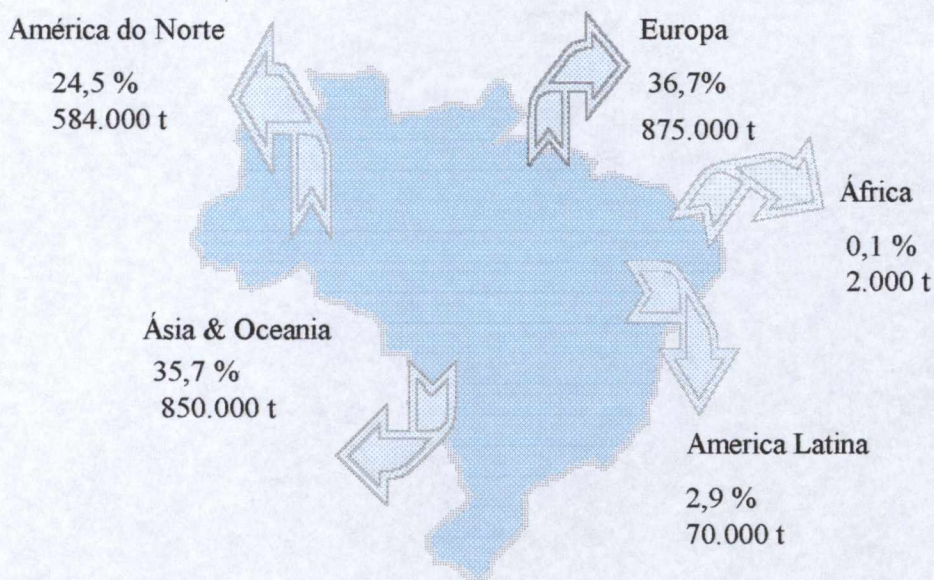 América do Norte
24,5 %
584.000 t
Europa
36,7%
875.000 t
África
0,1 %
2.000 t
Ásia & Oceania
35,7 %
850.000 t
America Latina
2,9 %
70.000 t